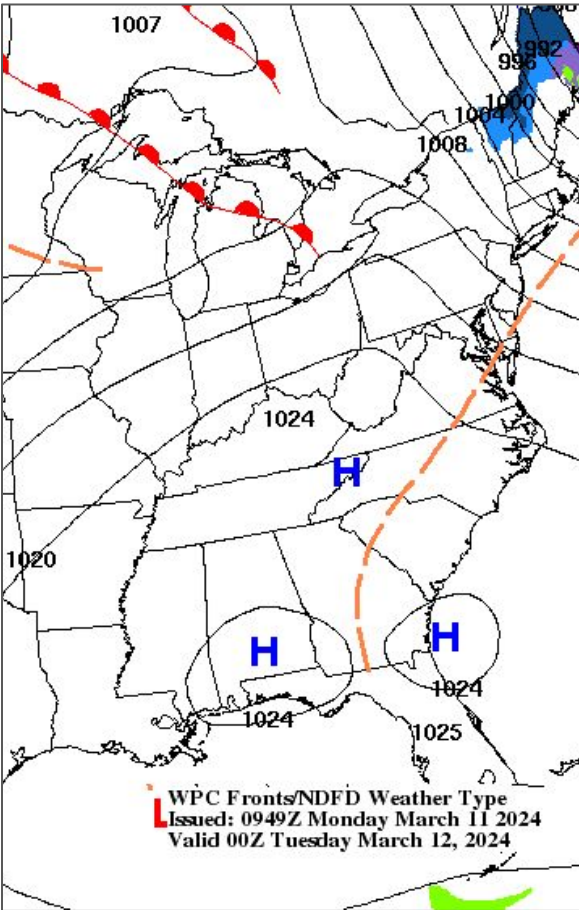 1007
988
992
996
1000
1004
1008
1024
H
1020
H
H
1024
1024
1025
L
WPC Fronts/NDFD Weather Type
Issued: 0949Z Monday March 11 2024
Valid 00Z Tuesday March 12, 2024